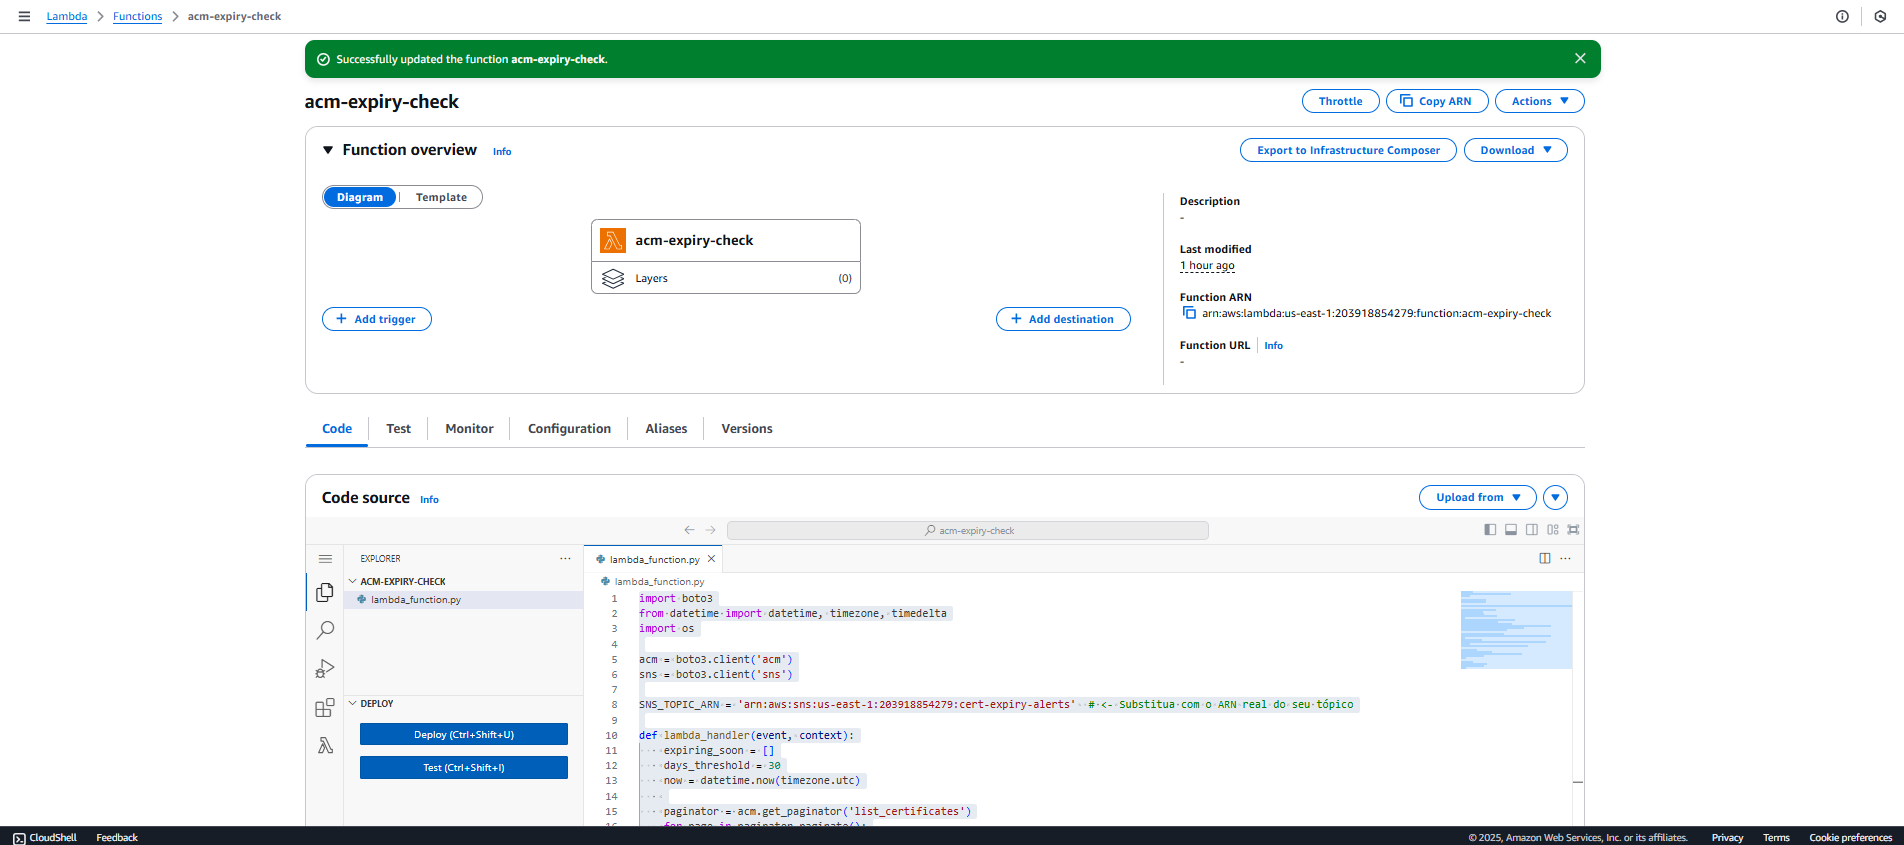 Lambda
Functions
acm-expiry-check
Successfully updated the function acm-expiry-check.
acm-expiry-check
Throttle
Copy ARN
Actions
Function overview Info
Export to Infrastructure Composer
Download
Diagram
Template
acm-expiry-check
Layers
(0)
Add trigger
Add destination
Description
-
Last modified
1 hour ago
Function ARN
arn:aws:lambda:us-east-1:203918854279:function:acm-expiry-check
Function URL Info
-
Code
Test
Monitor
Configuration
Aliases
Versions
Code source Info
Upload from
acm-expiry-check
EXPLORER
ACM-EXPIRY-CHECK
lambda_function.py
DEPLOY
Deploy (Ctrl+Shift+U)
Test (Ctrl+Shift+I)
lambda_function.py
lambda_function.py
1 import boto3
2 from datetime import datetime, timezone, timedelta
3 import os
4
5 acm = boto3.client('acm')
6 sns = boto3.client('sns')
7
8 SNS_TOPIC_ARN = 'arn:aws:sns:us-east-1:203918854279:cert-expiry-alerts' # <- Substitua com o ARN real do seu tópico
9
10 def lambda_handler(event, context):
11 expiring_soon = []
12 days_threshold = 30
13 now = datetime.now(timezone.utc)
14
15 paginator = acm.get_paginator('list_certificates')
16 for page in paginator.paginate():
CloudShell
Feedback
© 2025, Amazon Web Services, Inc. or its affiliates.
Privacy
Terms
Cookie preferences